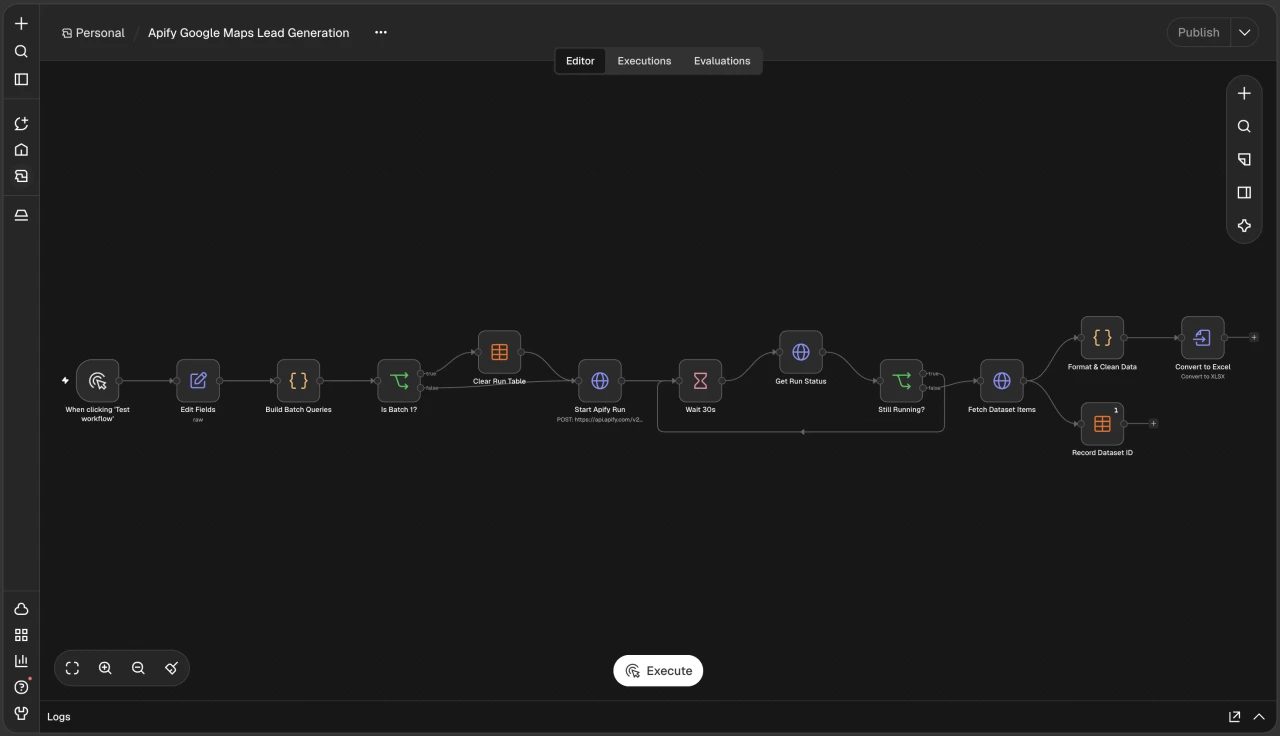 Personal / Apify Google Maps Lead Generation
Publish
Editor Executions Evaluations
When clicking 'Test
workflow'
Edit Fields
raw
Build Batch Queries
Is Batch 1?
true
false
Clear Run Table
Start Apify Run
POST: https://api.apify.com/v2...
Wait 30s
Get Run Status
Still Running?
true
false
Fetch Dataset Items
Format & Clean Data
Convert to Excel
Convert to XLSX
1
Record Dataset ID
Execute
Logs